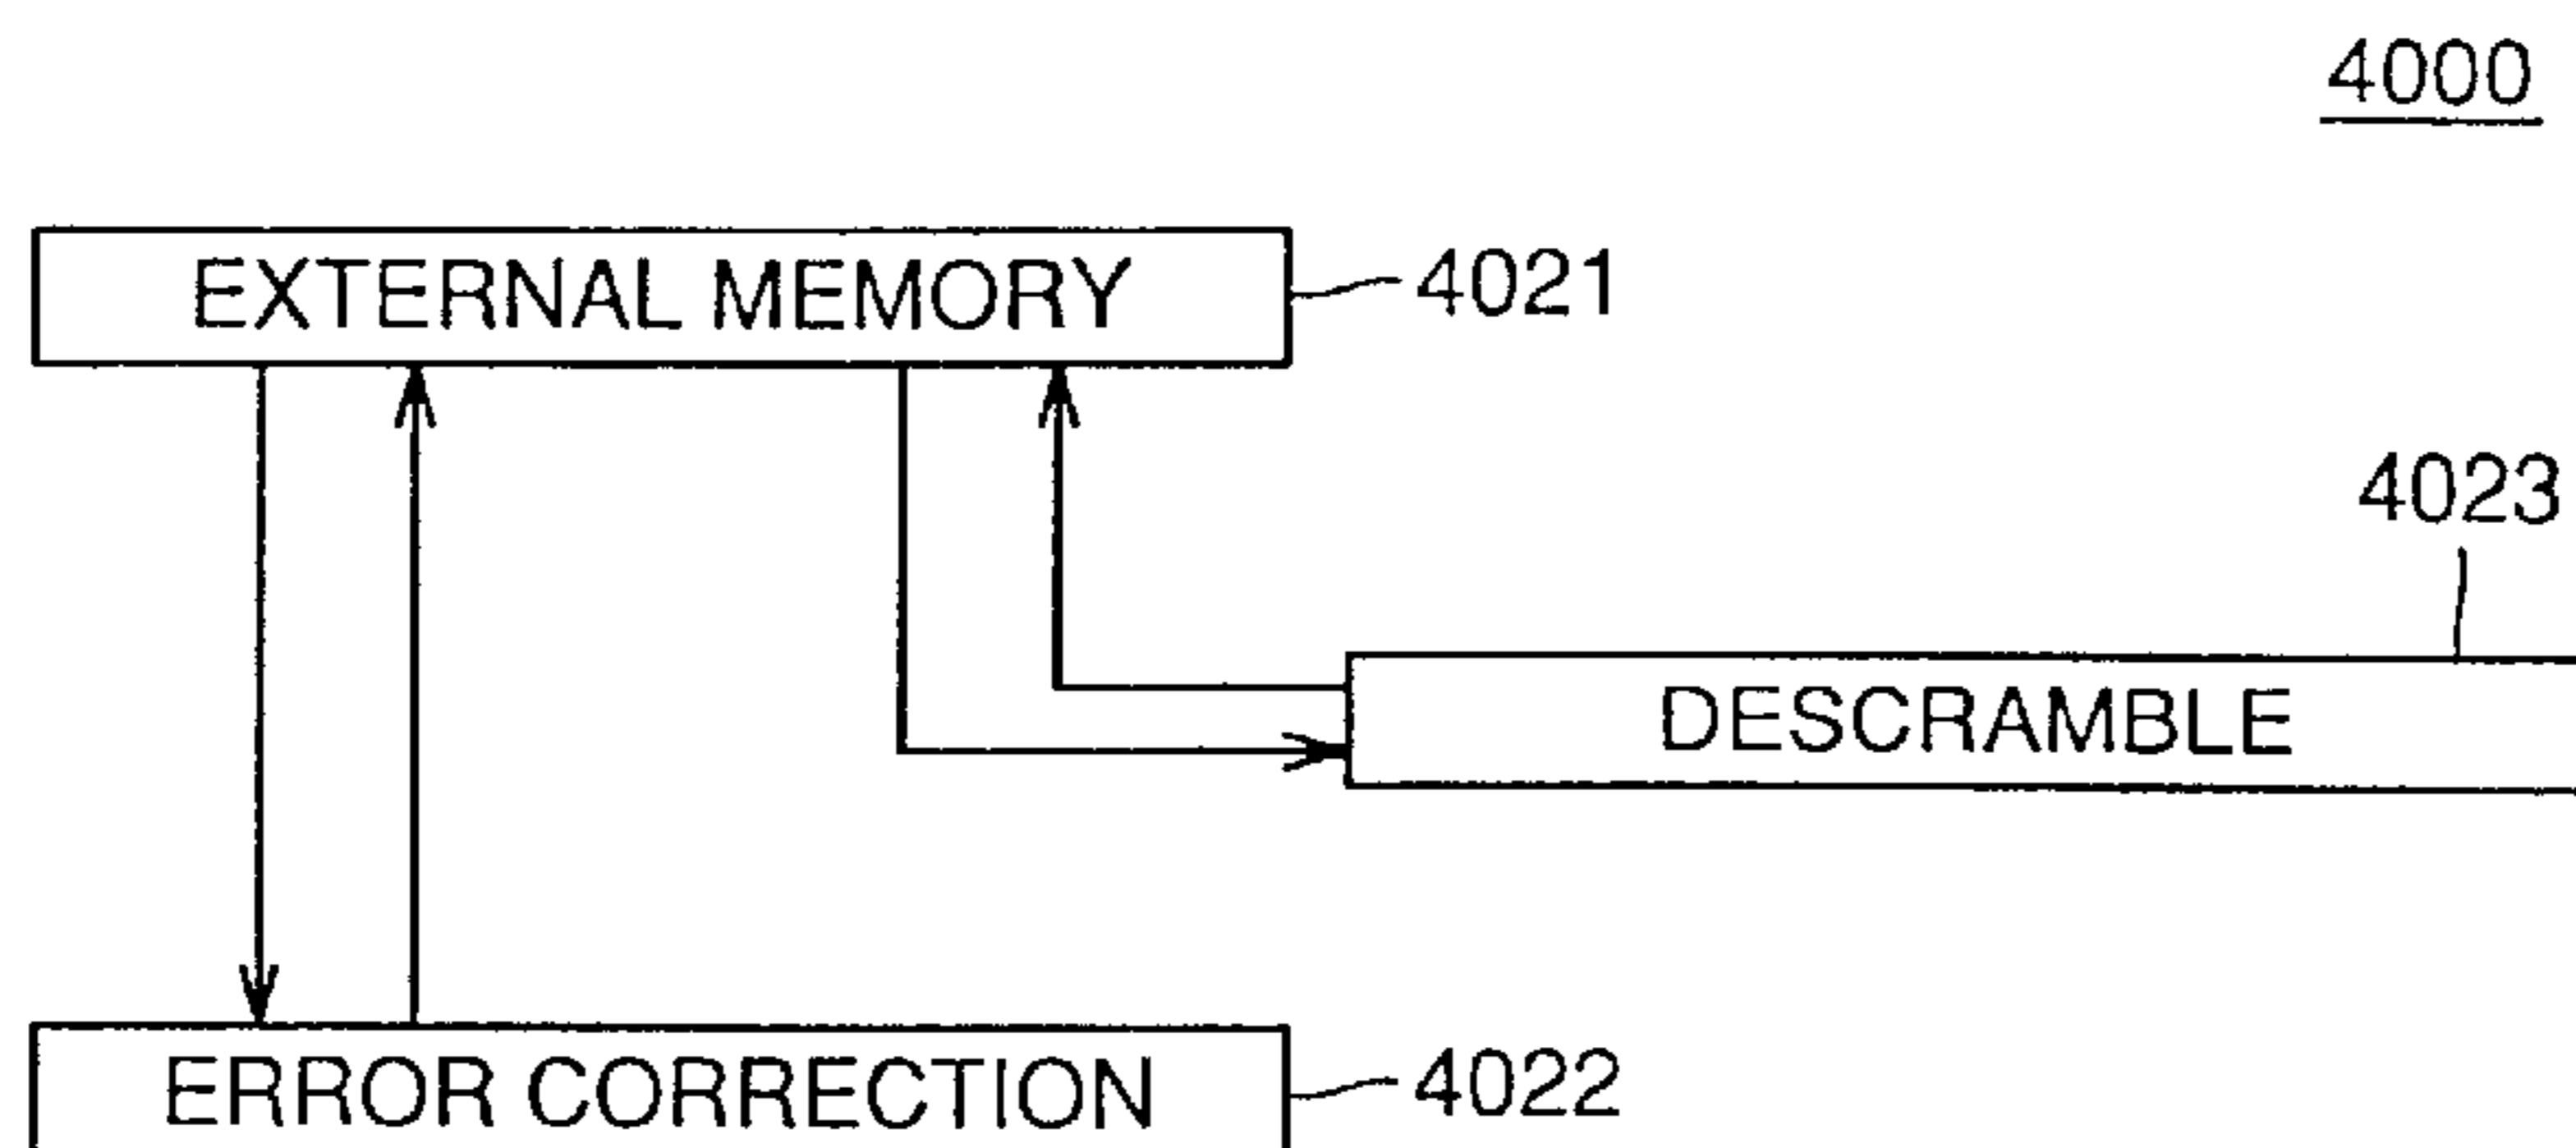 4000
EXTERNAL MEMORY
4021
4023
DESCRAMBLE
ERROR CORRECTION
4022